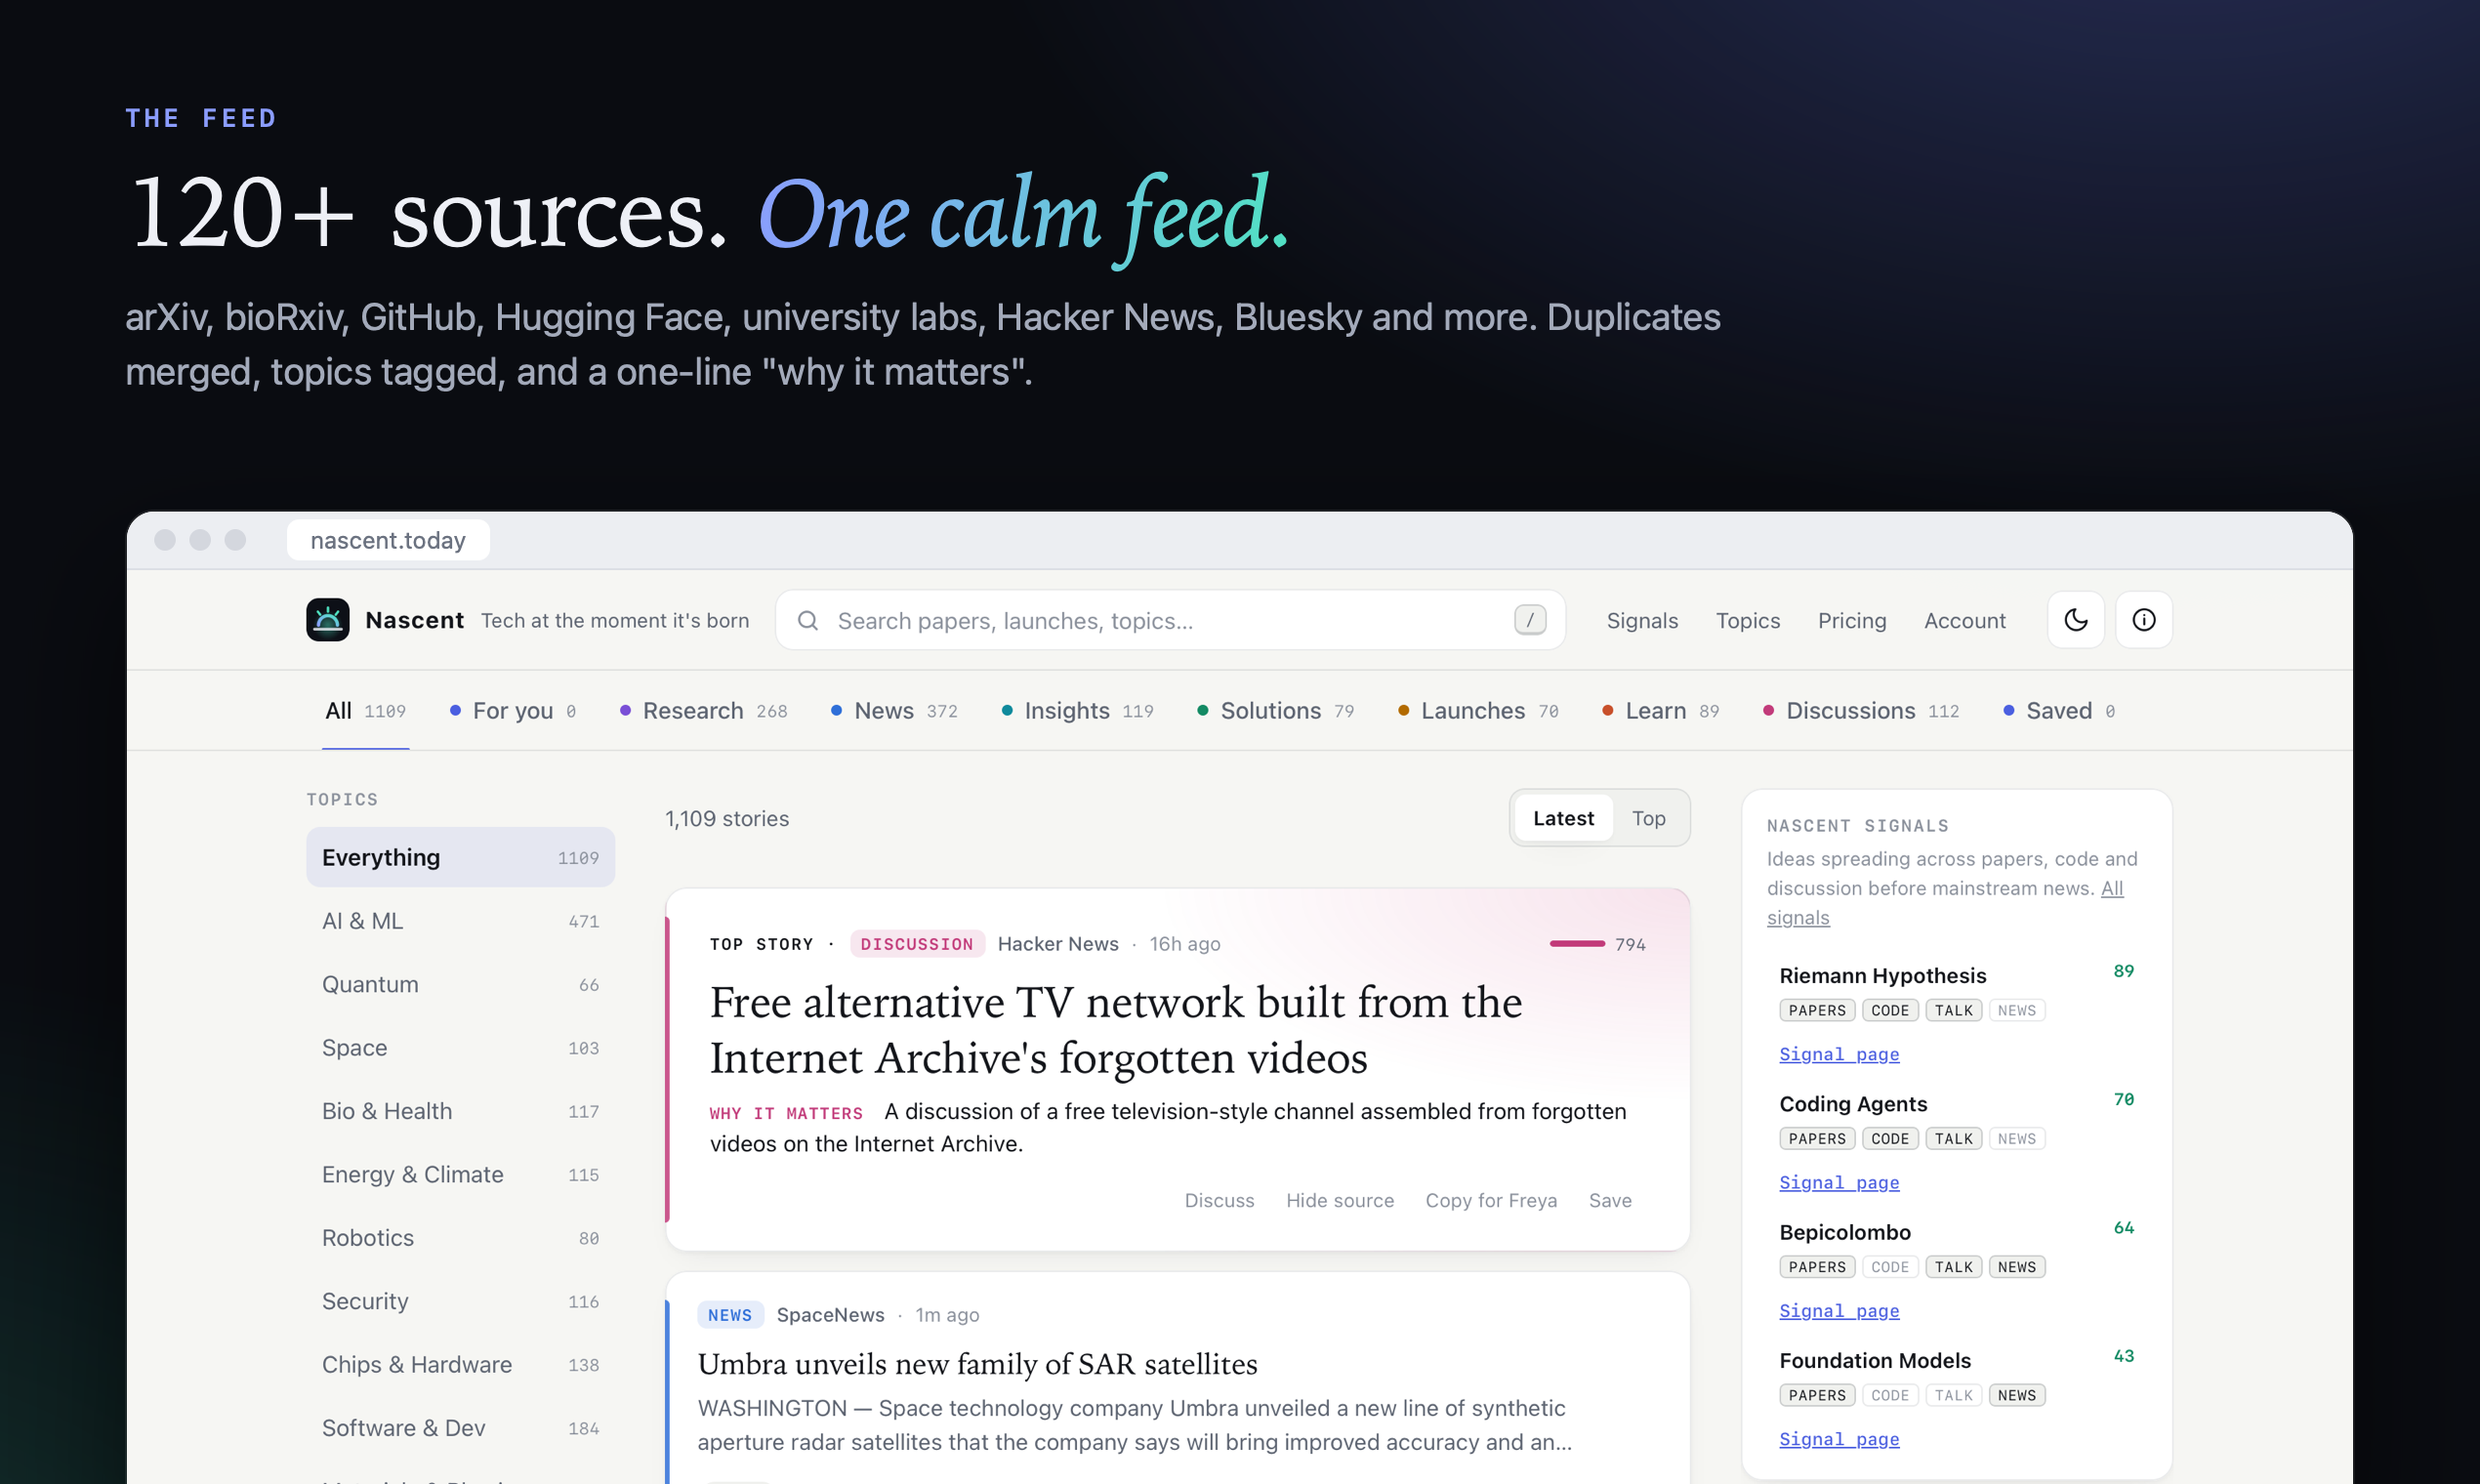 THE FEED
120+ sources. One calm feed.
arXiv, bioRxiv, GitHub, Hugging Face, university labs, Hacker News, Bluesky and more. Duplicates
merged, topics tagged, and a one-line "why it matters".
nascent.today
Nascent Tech at the moment it's born
Search papers, launches, topics... /
Signals Topics Pricing Account
All 1109 For you 0 Research 268 News 372 Insights 119 Solutions 79 Launches 70 Learn 89 Discussions 112 Saved 0
TOPICS
Everything 1109
AI & ML 471
Quantum 66
Space 103
Bio & Health 117
Energy & Climate 115
Robotics 80
Security 116
Chips & Hardware 138
Software & Dev 184
1,109 stories
Latest Top
TOP STORY · DISCUSSION Hacker News · 16h ago 794
Free alternative TV network built from the
Internet Archive's forgotten videos
WHY IT MATTERS A discussion of a free television-style channel assembled from forgotten
videos on the Internet Archive.
Discuss Hide source Copy for Freya Save
NEWS SpaceNews · 1m ago
Umbra unveils new family of SAR satellites
WASHINGTON — Space technology company Umbra unveiled a new line of synthetic
aperture radar satellites that the company says will bring improved accuracy and an...
NASCENT SIGNALS
Ideas spreading across papers, code and
discussion before mainstream news. All
signals
Riemann Hypothesis 89
PAPERS CODE TALK NEWS
Signal page
Coding Agents 70
PAPERS CODE TALK NEWS
Signal page
Bepicolombo 64
PAPERS CODE TALK NEWS
Signal page
Foundation Models 43
PAPERS CODE TALK NEWS
Signal page